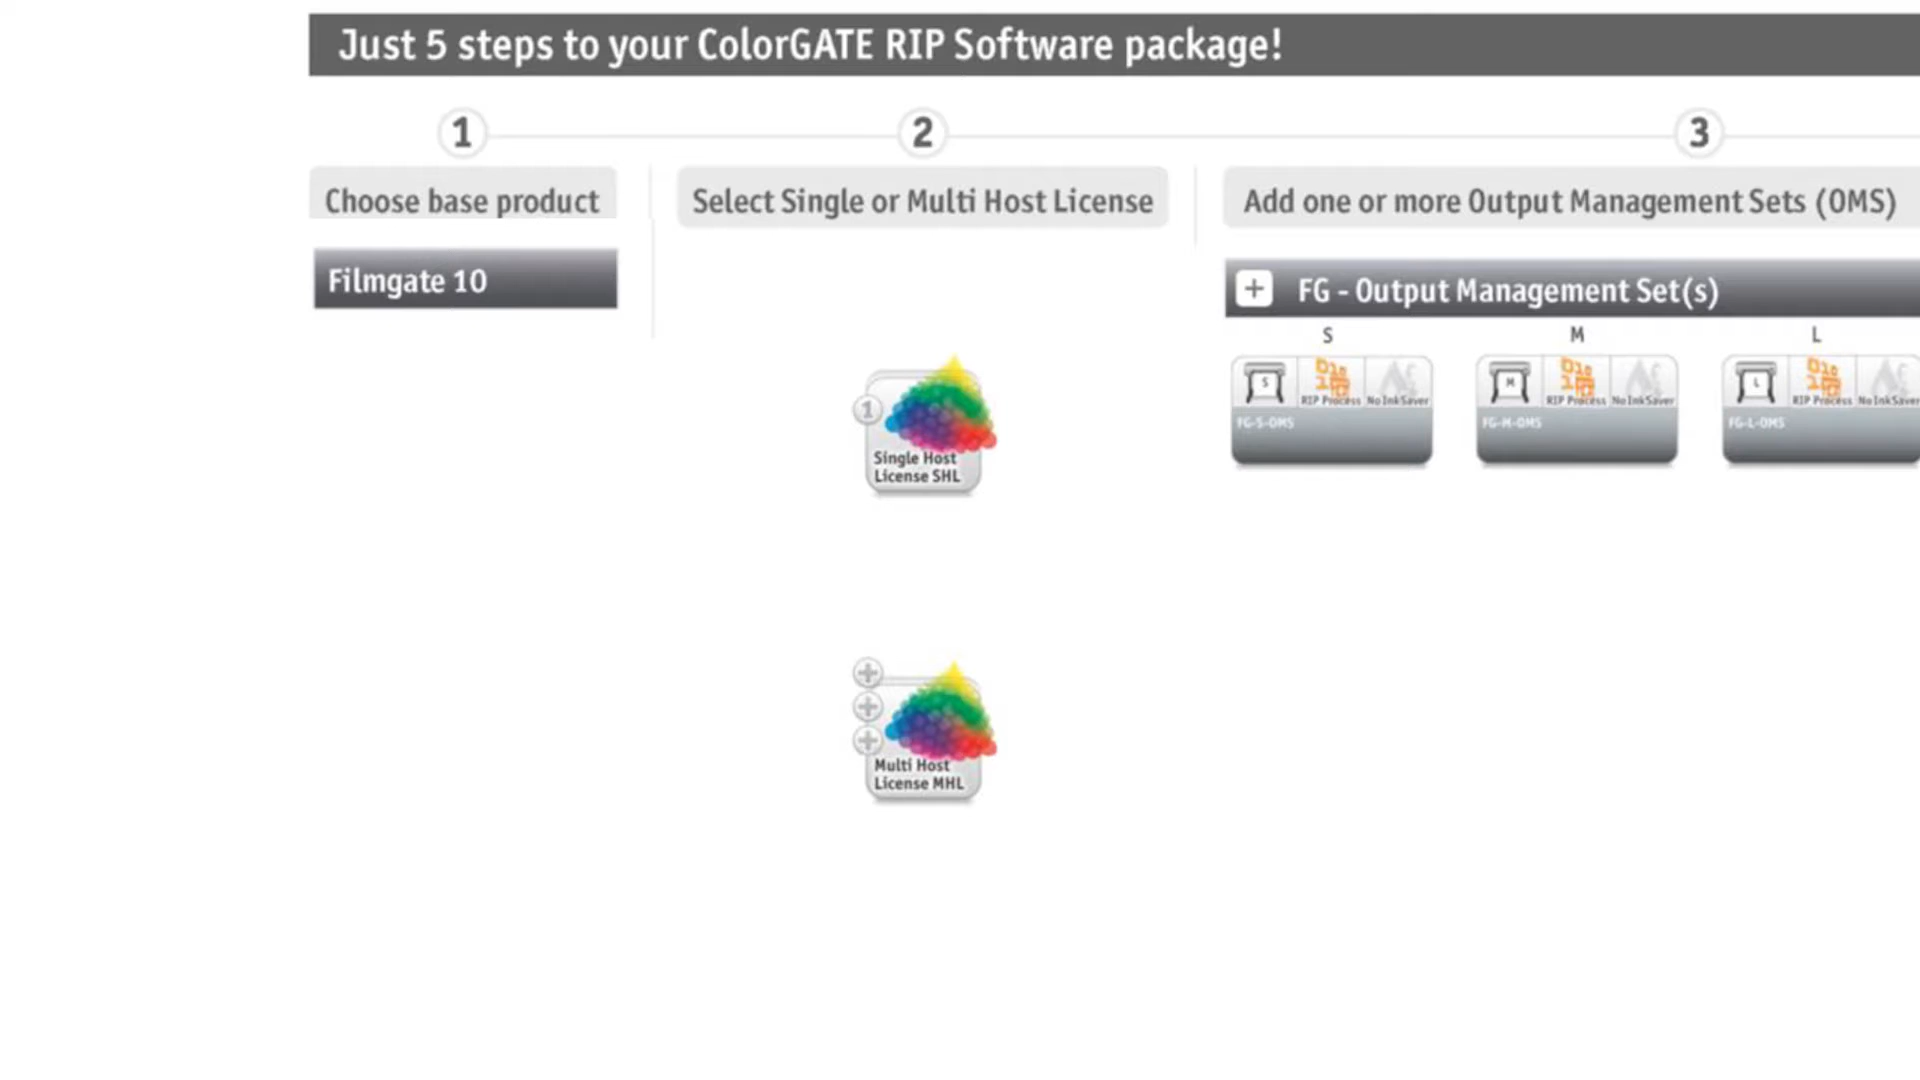 Just 5 steps to your ColorGATE RIP Software package!
1
2
3
Choose base product
Select Single or Multi Host License
Add one or more Output Management Sets (OMS)
Filmgate 10
+ FG - Output Management Set(s)
S
M
L
S
RIP Process
No InkSaver
FG-S-OMS
M
RIP Process
No InkSaver
FG-M-OMS
L
RIP Process
No InkSaver
FG-L-OMS
1
Single Host
License SHL
Multi Host
License MHL